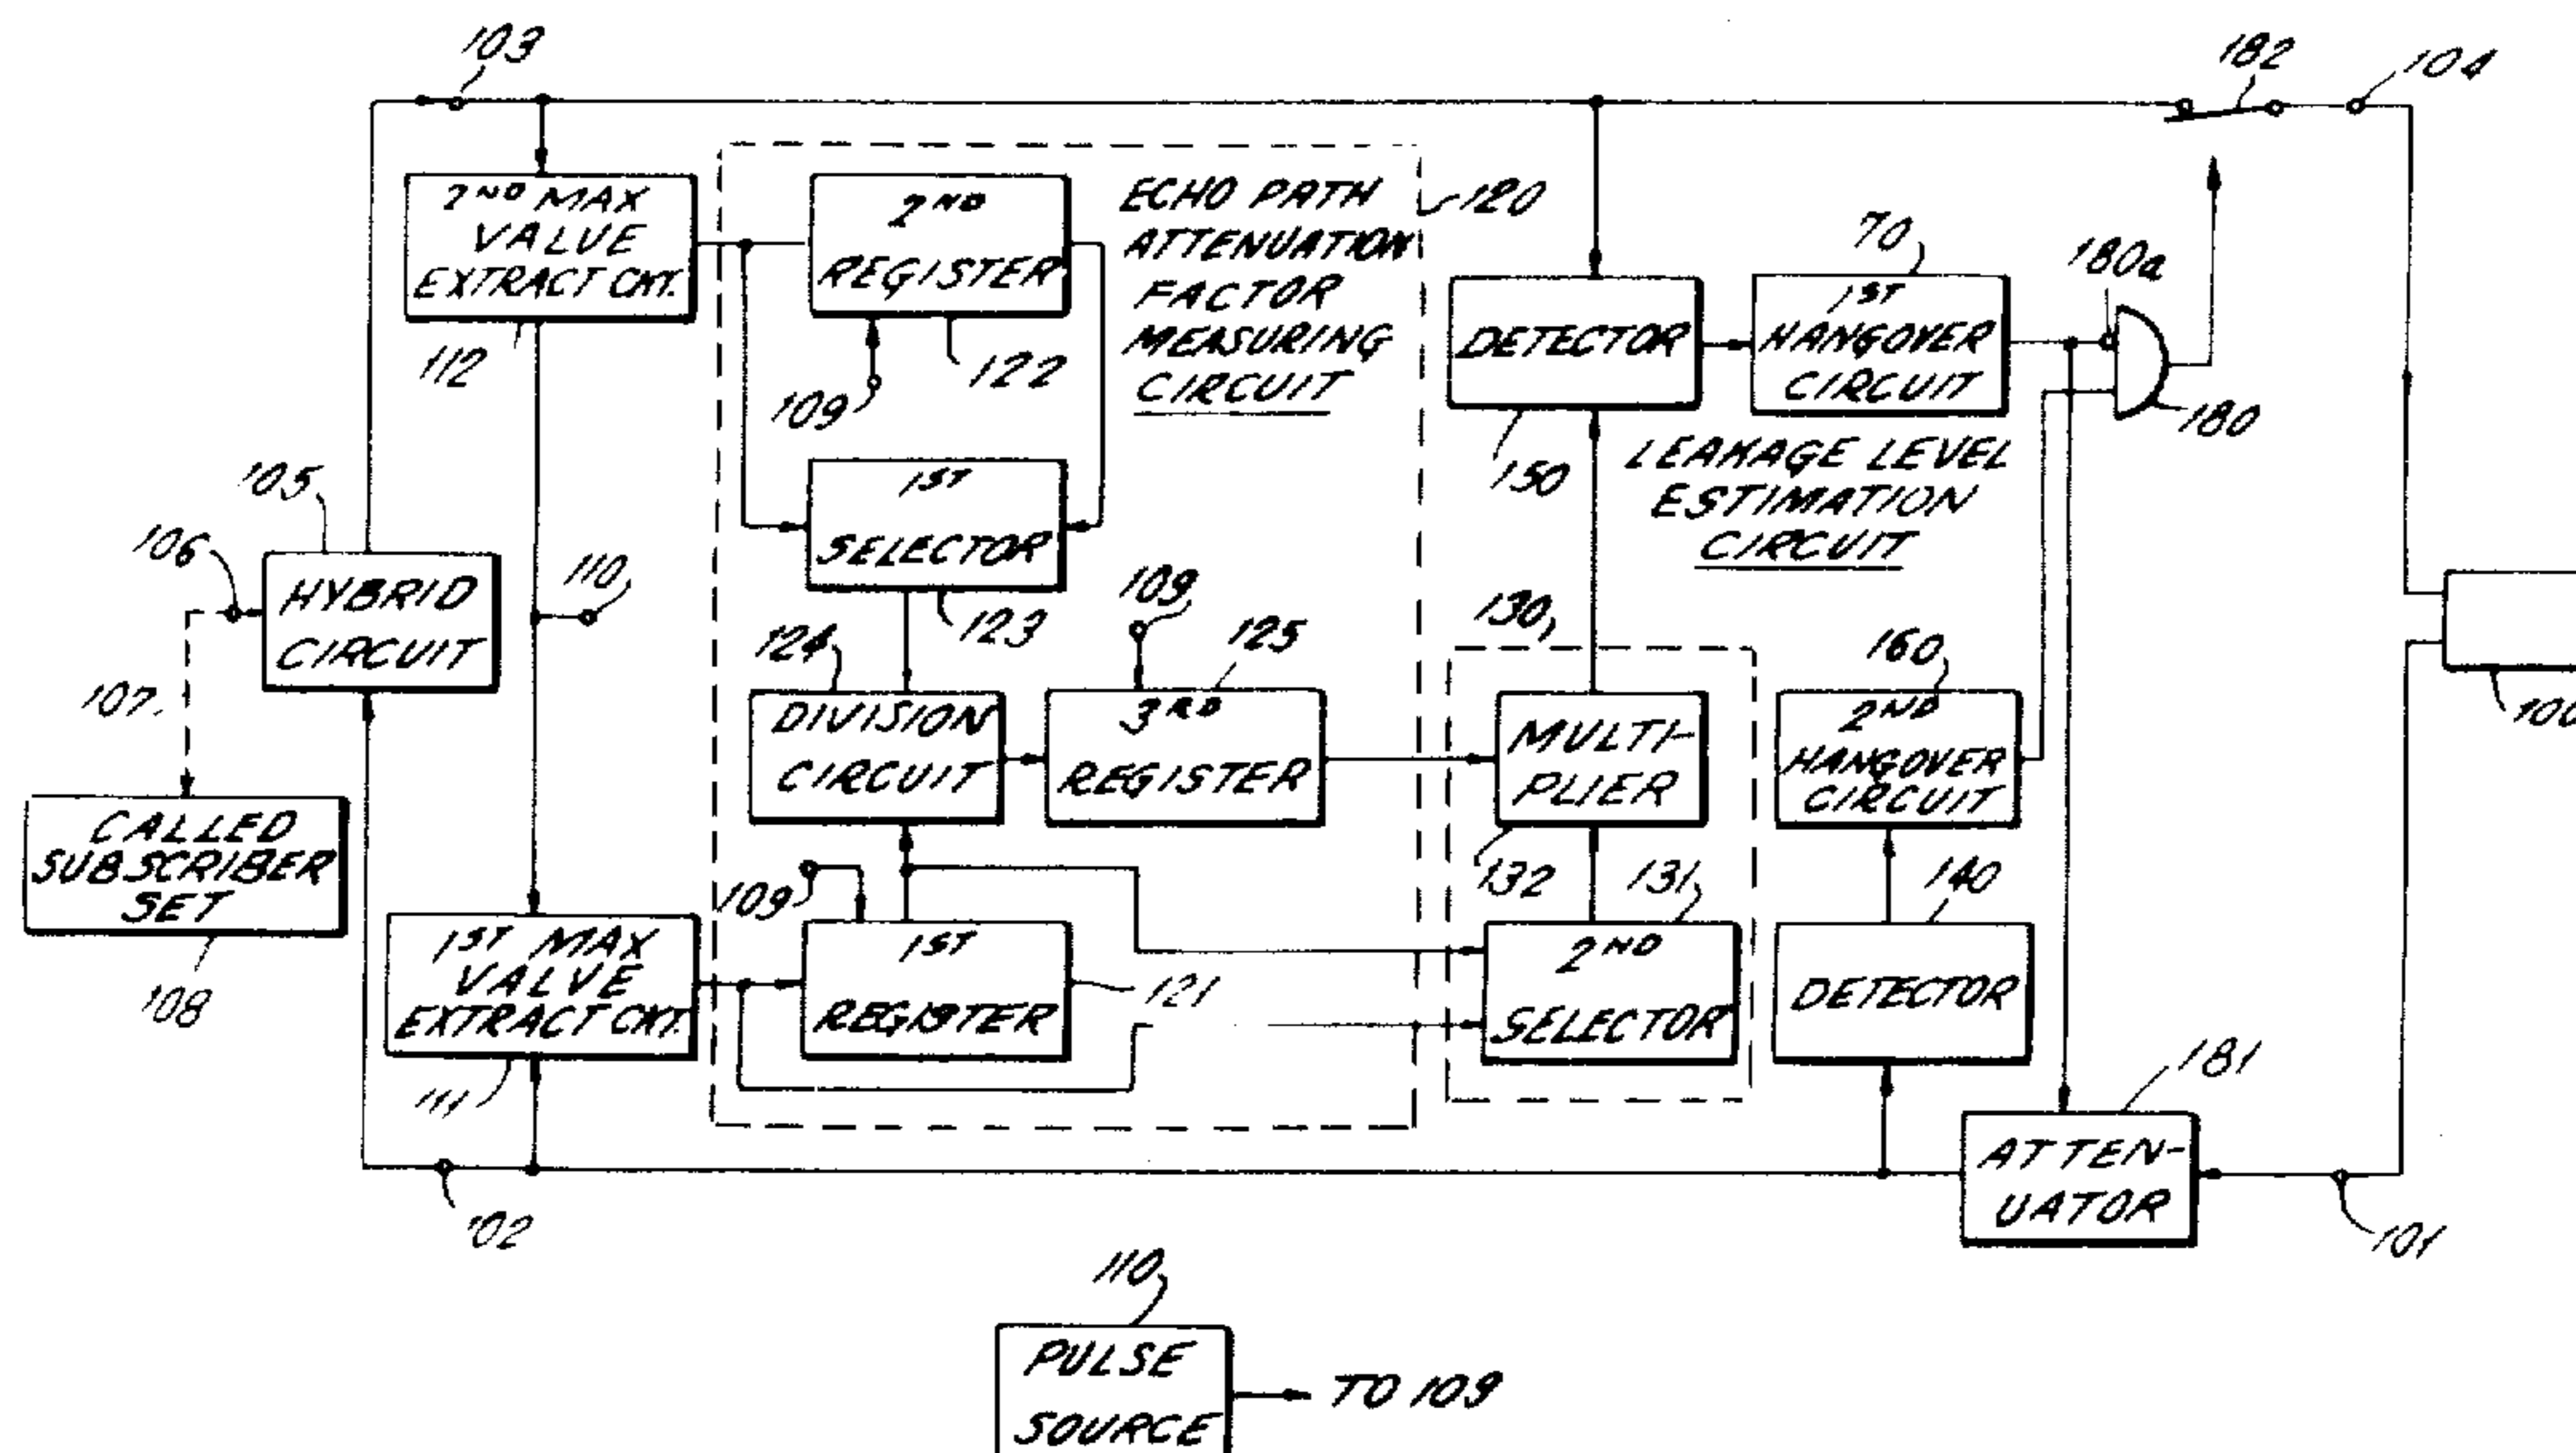 103
182
104
2ND MAX
VALVE
EXTRACT CKT.
112
2ND
REGISTER
122
109
ECHO PATH
ATTENUATION
FACTOR
MEASURING
CIRCUIT
120
DETECTOR
150
70
1ST
HANGOVER
CIRCUIT
180a
180
LEAKAGE LEVEL
ESTIMATION
CIRCUIT
1ST
SELECTOR
123
105
106
HYBRID
CIRCUIT
107
110
CALLED
SUBSCRIBER
SET
108
124
DIVISION
CIRCUIT
109
125
3RD
REGISTER
130
MULTI-
PLIER
132
160
2ND
HANGOVER
CIRCUIT
100
109
1ST MAX
VALVE
EXTRACT CKT.
111
1ST
REGISTER
121
131
2ND
SELECTOR
140
DETECTOR
181
ATTEN-
UATOR
102
101
110
PULSE
SOURCE
TO 109